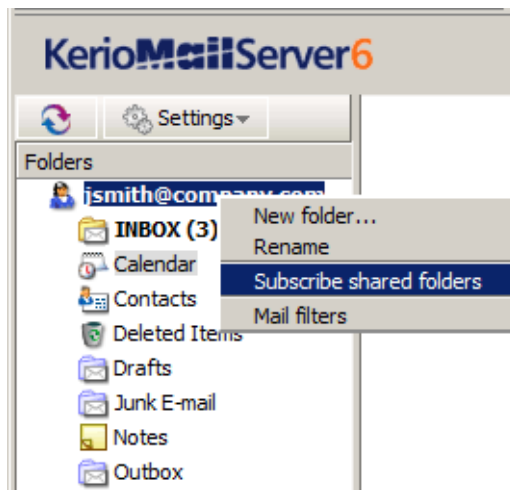 KerioMailServer6
Settings
Folders
jsmith@company.com
New folder...
INBOX (3)
Rename
Calendar
Subscribe shared folders
Contacts
Mail filters
Deleted Items
Drafts
Junk E-mail
Notes
Outbox